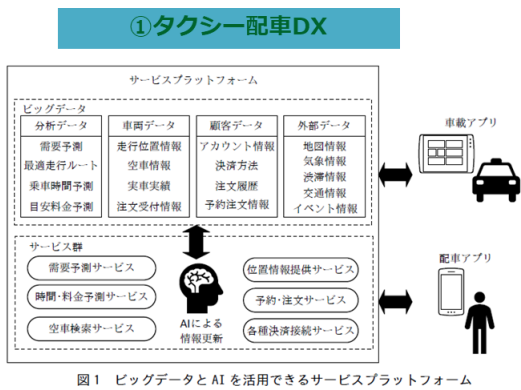 ①タクシー配車DX
サービスプラットフォーム
ビッグデータ
分析データ
需要予測
最適走行ルート
乗車時間予測
目安料金予測
車両データ
走行位置情報
空車情報
実車実績
注文受付情報
顧客データ
アカウント情報
決済方法
注文履歴
予約注文情報
外部データ
地図情報
気象情報
渋滞情報
交通情報
イベント情報
車載アプリ
サービス群
需要予測サービス
時間・料金予測サービス
空車検索サービス
AIによる
情報更新
位置情報提供サービス
予約・注文サービス
各種決済接続サービス
配車アプリ
図1 ビッグデータと AI を活用できるサービスプラットフォーム